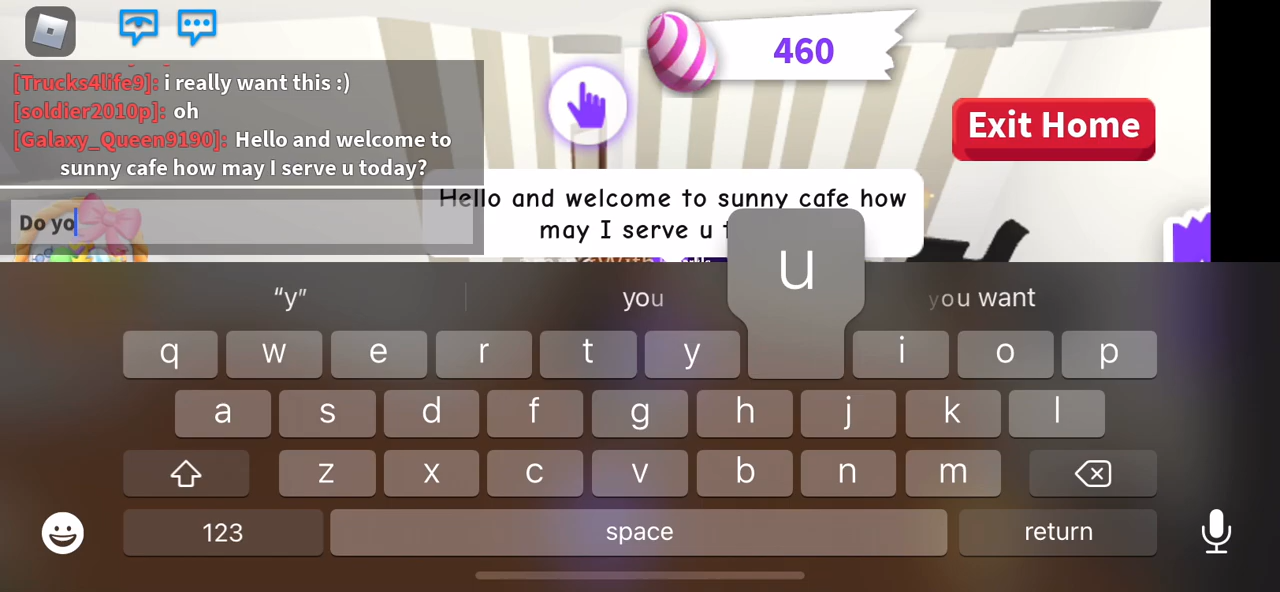 460
[Trucks4life9]: i really want this :)
[soldier2010p]: oh
[Galaxy_Queen9190]: Hello and welcome to
sunny cafe how may I serve u today?
Exit Home
Hello and welcome to sunny cafe how
may I serve u
Do yo
u
“y” you you want
q w e r t y i o p
a s d f g h j k l
z x c v b n m
123 space return